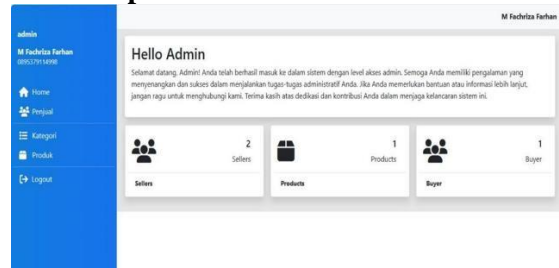 M Fachriza Farhan
admin
M Fachriza Farhan
Home
Penjual
Kategori
Produk
Logout
Hello Admin
Selamat datang, Admin! Anda telah berhasil masuk ke dalam sistem dengan level akses admin. Semoga Anda memiliki pengalaman yang
menyenangkan dan sukses dalam menjalankan tugas-tugas administratif Anda. Jika Anda memerlukan bantuan atau informasi lebih lanjut,
jangan ragu untuk menghubungi kami. Terima kasih atas dedikasi dan kontribusi Anda dalam menjaga kelancaran sistem ini.
2
Sellers
Sellers
1
Products
Products
1
Buyer
Buyer